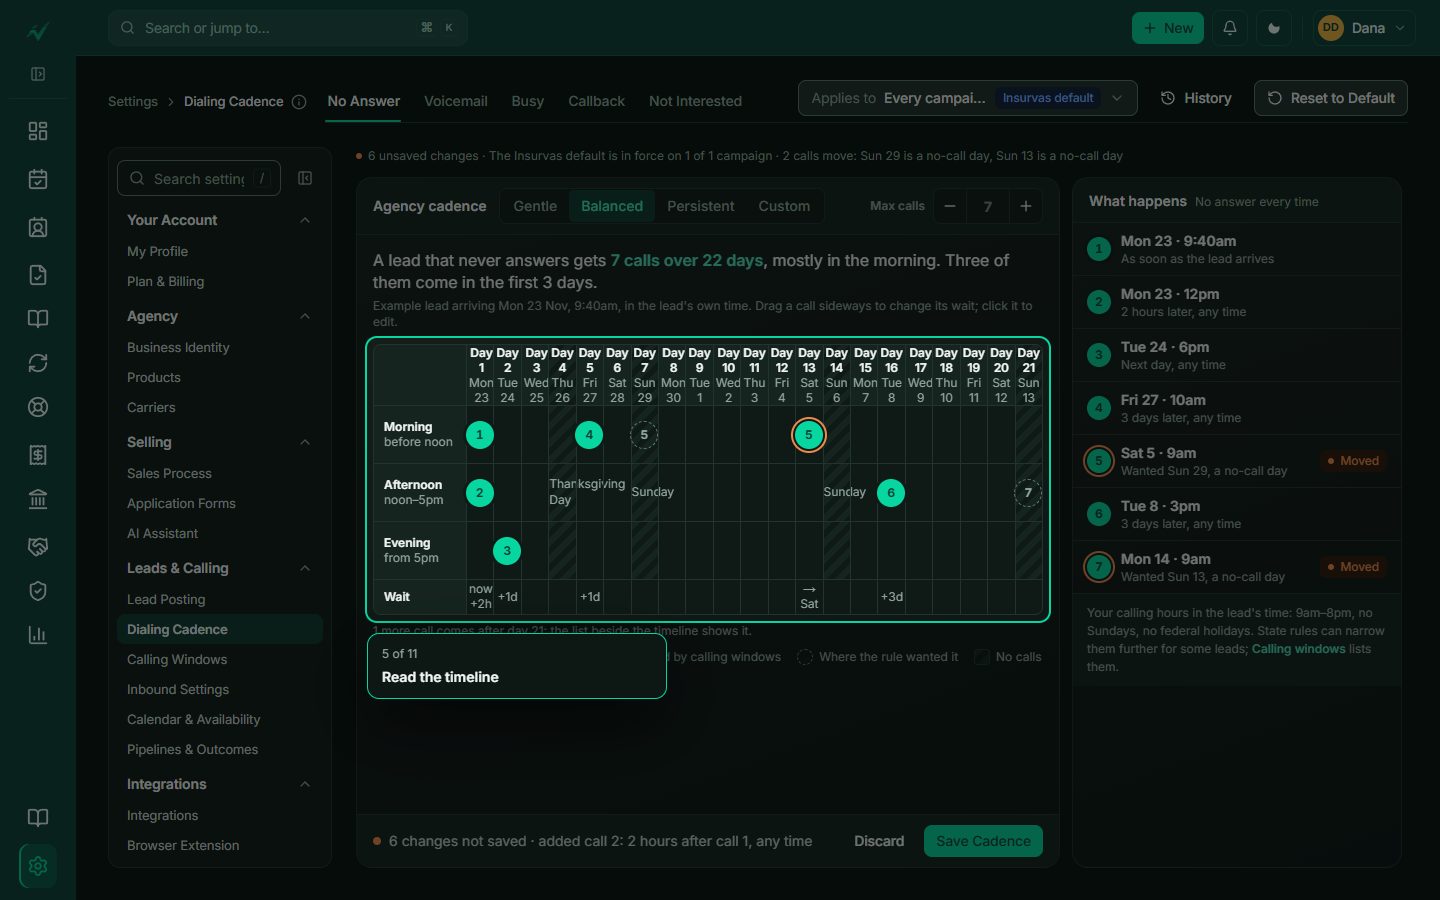 Search or jump to...
⌘ K
+ New
DD Dana
Settings > Dialing Cadence
No Answer
Voicemail
Busy
Callback
Not Interested
Applies to Every campai... Insurvas default
History
Reset to Default
Search setting /
Your Account
My Profile
Plan & Billing
Agency
Business Identity
Products
Carriers
Selling
Sales Process
Application Forms
AI Assistant
Leads & Calling
Lead Posting
Dialing Cadence
Calling Windows
Inbound Settings
Calendar & Availability
Pipelines & Outcomes
Integrations
Integrations
Browser Extension
6 unsaved changes · The Insurvas default is in force on 1 of 1 campaign · 2 calls move: Sun 29 is a no-call day, Sun 13 is a no-call day
Agency cadence
Gentle
Balanced
Persistent
Custom
Max calls − 7 +
A lead that never answers gets 7 calls over 22 days, mostly in the morning. Three of
them come in the first 3 days.
Example lead arriving Mon 23 Nov, 9:40am, in the lead's own time. Drag a call sideways to change its wait; click it to
edit.
Day Day Day Day Day Day Day Day Day Day Day Day Day Day Day Day Day Day Day Day Day
1 2 3 4 5 6 7 8 9 10 11 12 13 14 15 16 17 18 19 20 21
Mon Tue Wed Thu Fri Sat Sun Mon Tue Wed Thu Fri Sat Sun Mon Tue Wed Thu Fri Sat Sun
23 24 25 26 27 28 29 30 1 2 3 4 5 6 7 8 9 10 11 12 13
Morning
before noon
1 4 5 5
Afternoon
noon–5pm
2
Thanksgiving
Day
Sunday
Sunday
6 7
Evening
from 5pm
3
Wait
now
+2h
+1d
+1d
→
Sat
+3d
1 more call comes after day 21; the list beside the timeline shows it.
d by calling windows
Where the rule wanted it
No calls
5 of 11
Read the timeline
6 changes not saved · added call 2: 2 hours after call 1, any time
Discard
Save Cadence
What happens No answer every time
1 Mon 23 · 9:40am
As soon as the lead arrives
2 Mon 23 · 12pm
2 hours later, any time
3 Tue 24 · 6pm
Next day, any time
4 Fri 27 · 10am
3 days later, any time
5 Sat 5 · 9am
Wanted Sun 29, a no-call day
Moved
6 Tue 8 · 3pm
3 days later, any time
7 Mon 14 · 9am
Wanted Sun 13, a no-call day
Moved
Your calling hours in the lead's time: 9am–8pm, no
Sundays, no federal holidays. State rules can narrow
them further for some leads; Calling windows lists
them.